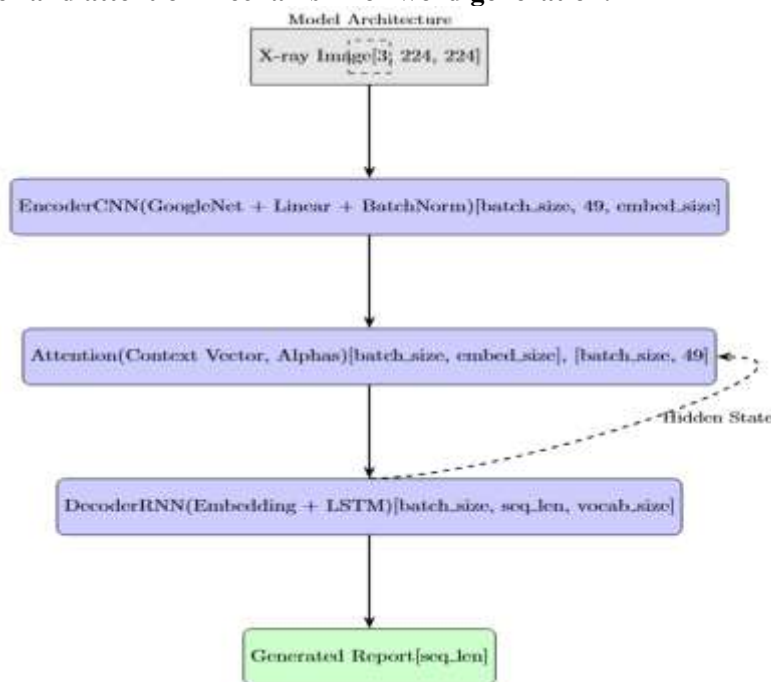 Model Architecture
X-ray Image[3, 224, 224]
EncoderCNN(GoogleNet + Linear + BatchNorm)[batch_size, 49, embed_size]
Attention(Context Vector, Alphas)[batch_size, embed_size], [batch_size, 49]
Hidden State
DecoderRNN(Embedding + LSTM)[batch_size, seq_len, vocab_size]
Generated Report[seq_len]